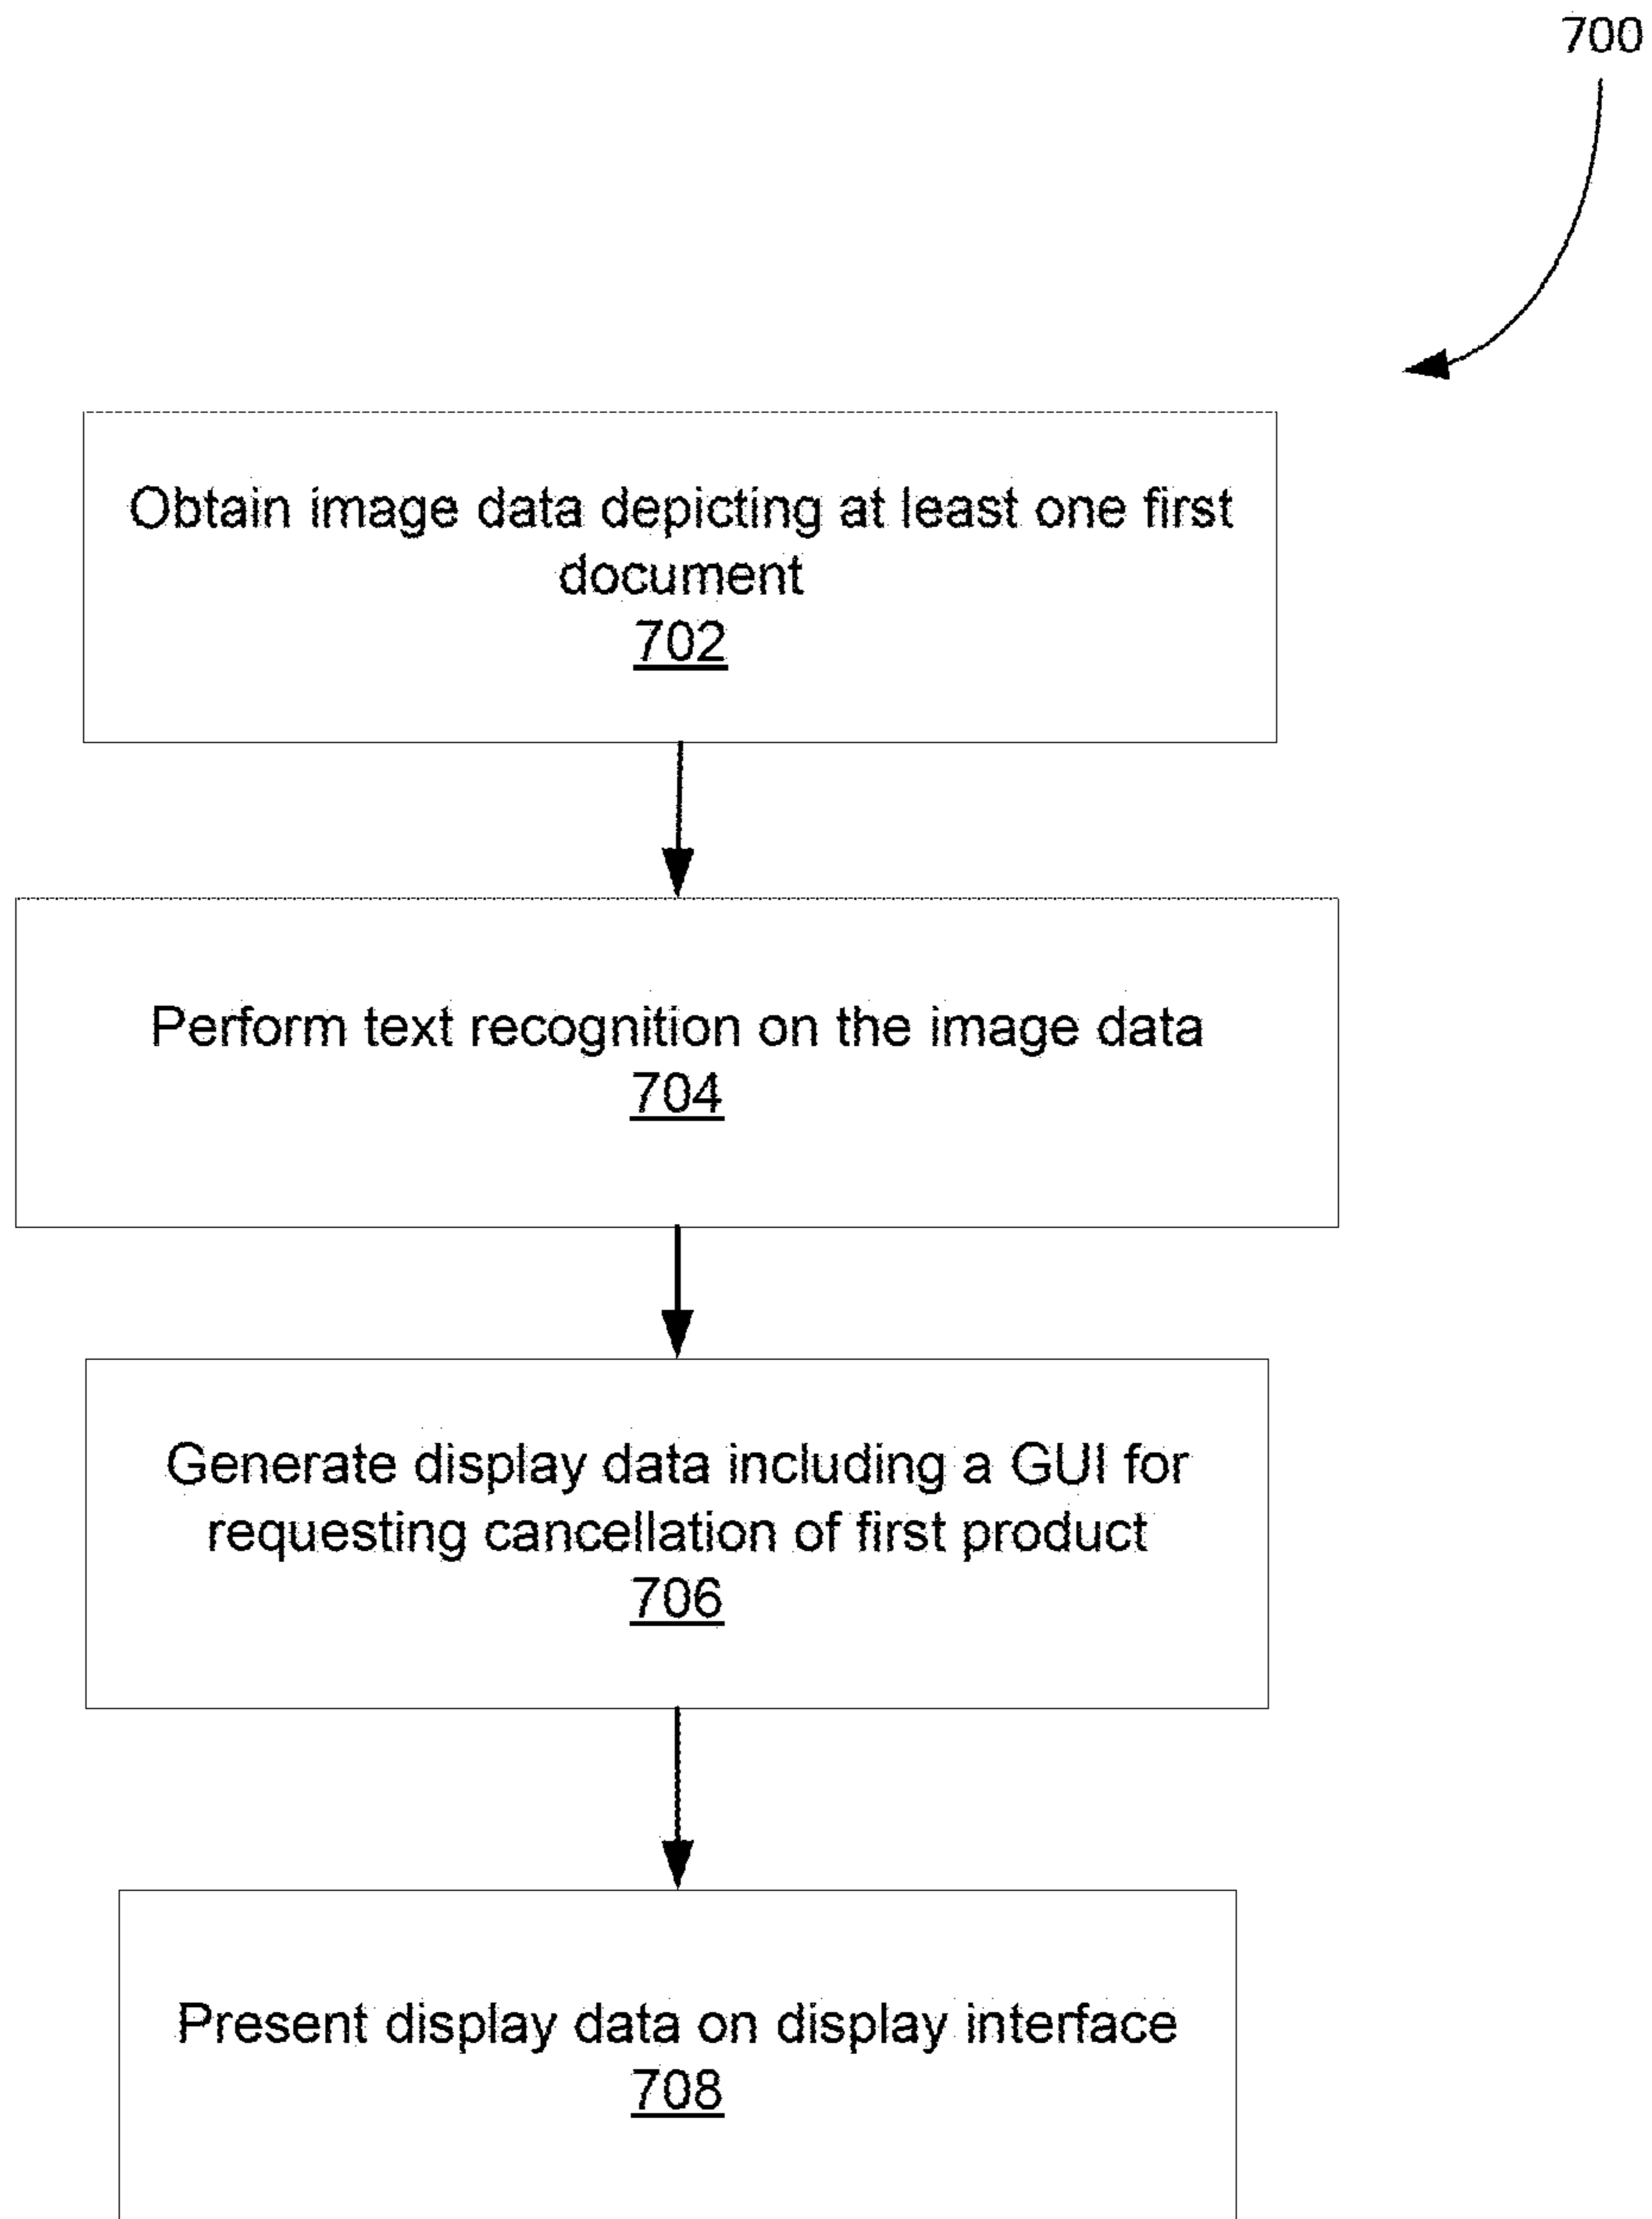 700
Obtain image data depicting at least one first
document
702
Perform text recognition on the image data
704
Generate display data including a GUI for
requesting cancellation of first product
706
Present display data on display interface
708